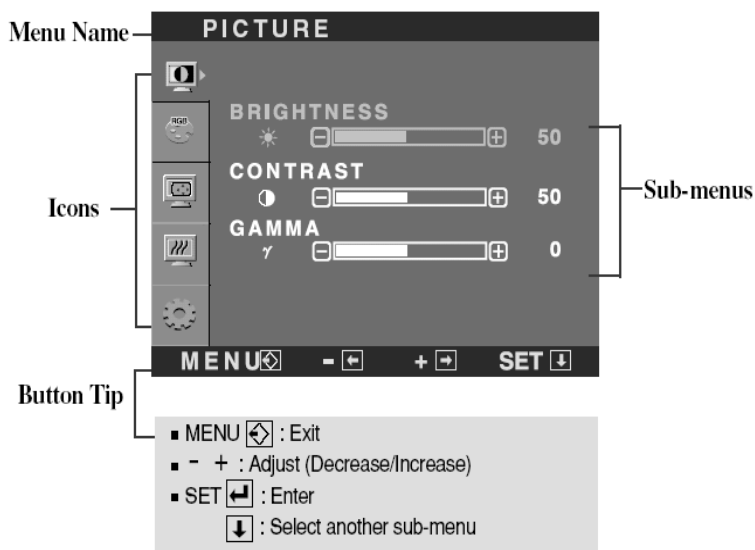 Menu Name
PICTURE
RGB
BRIGHTNESS
50
CONTRAST
50
GAMMA
γ
0
Icons
Sub-menus
MENU - + SET
Button Tip
▪ MENU : Exit
▪ - + : Adjust (Decrease/Increase)
▪ SET : Enter
: Select another sub-menu